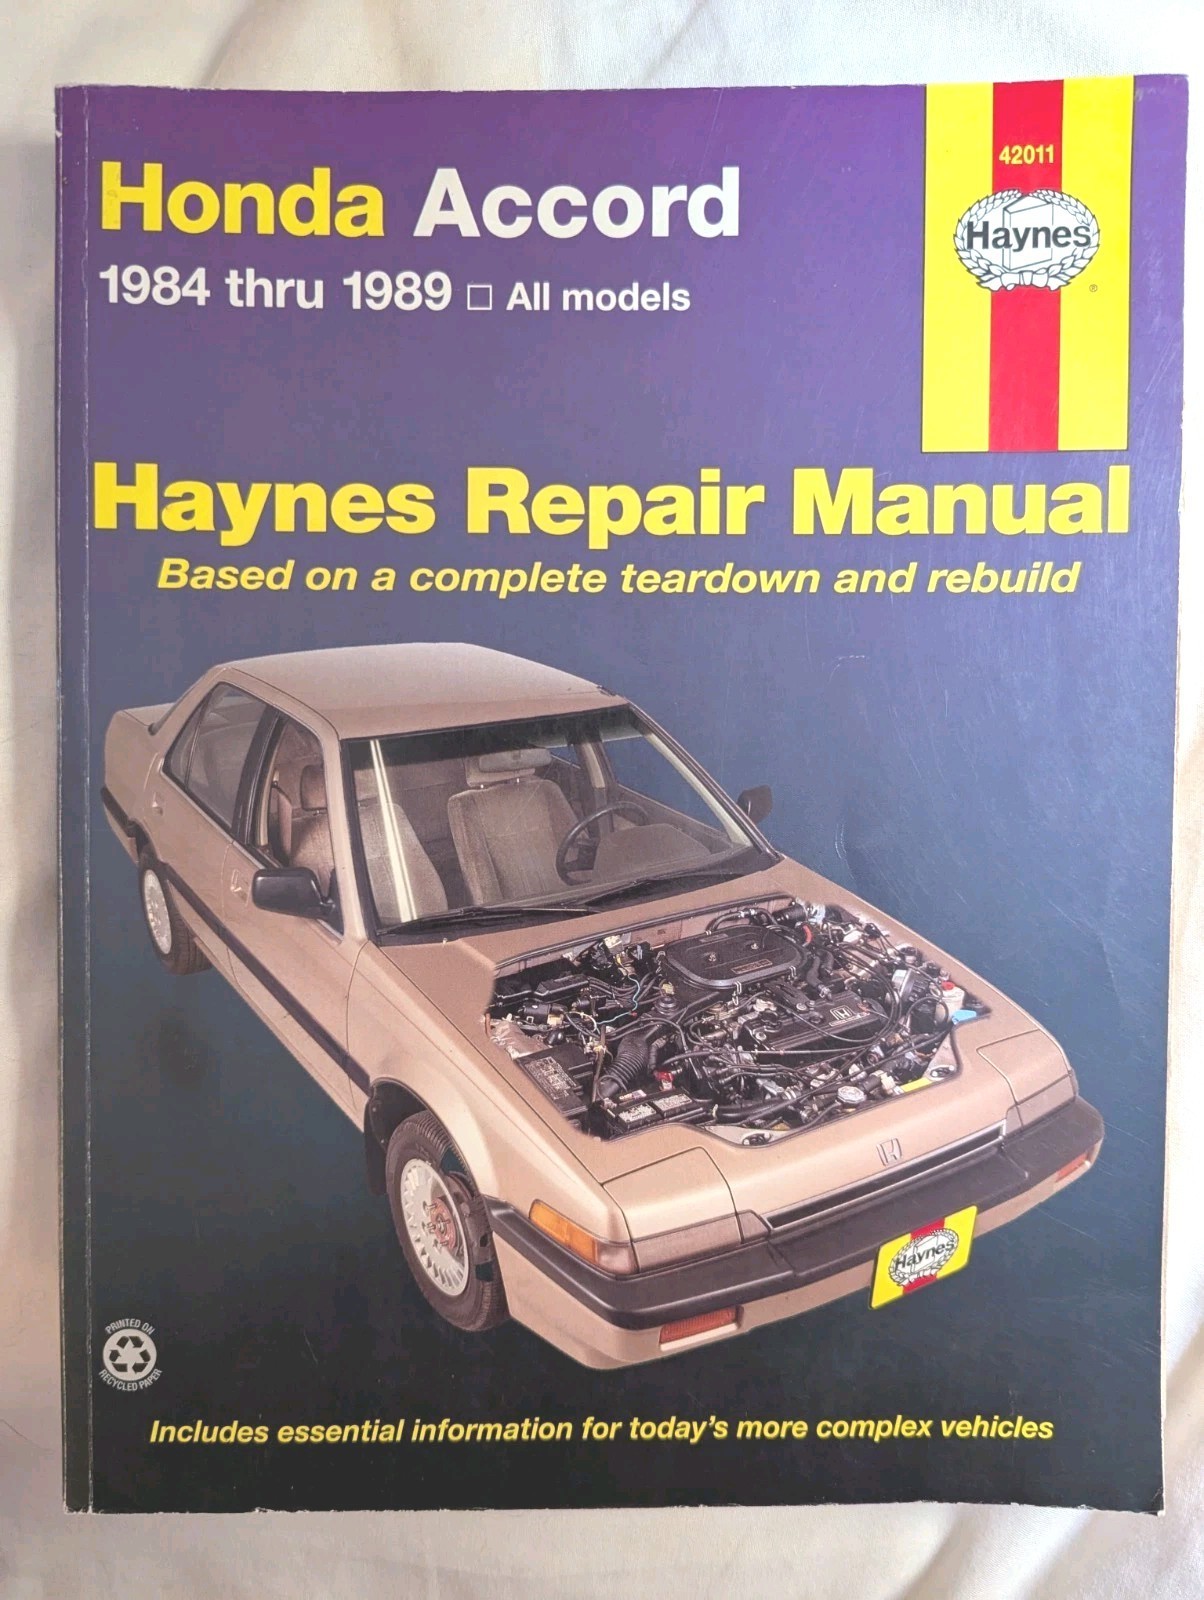 42011
Haynes
®
Honda Accord
1984 thru 1989 □ All models
Haynes Repair Manual
Based on a complete teardown and rebuild
Haynes
PRINTED ON
RECYCLED PAPER
Includes essential information for today's more complex vehicles